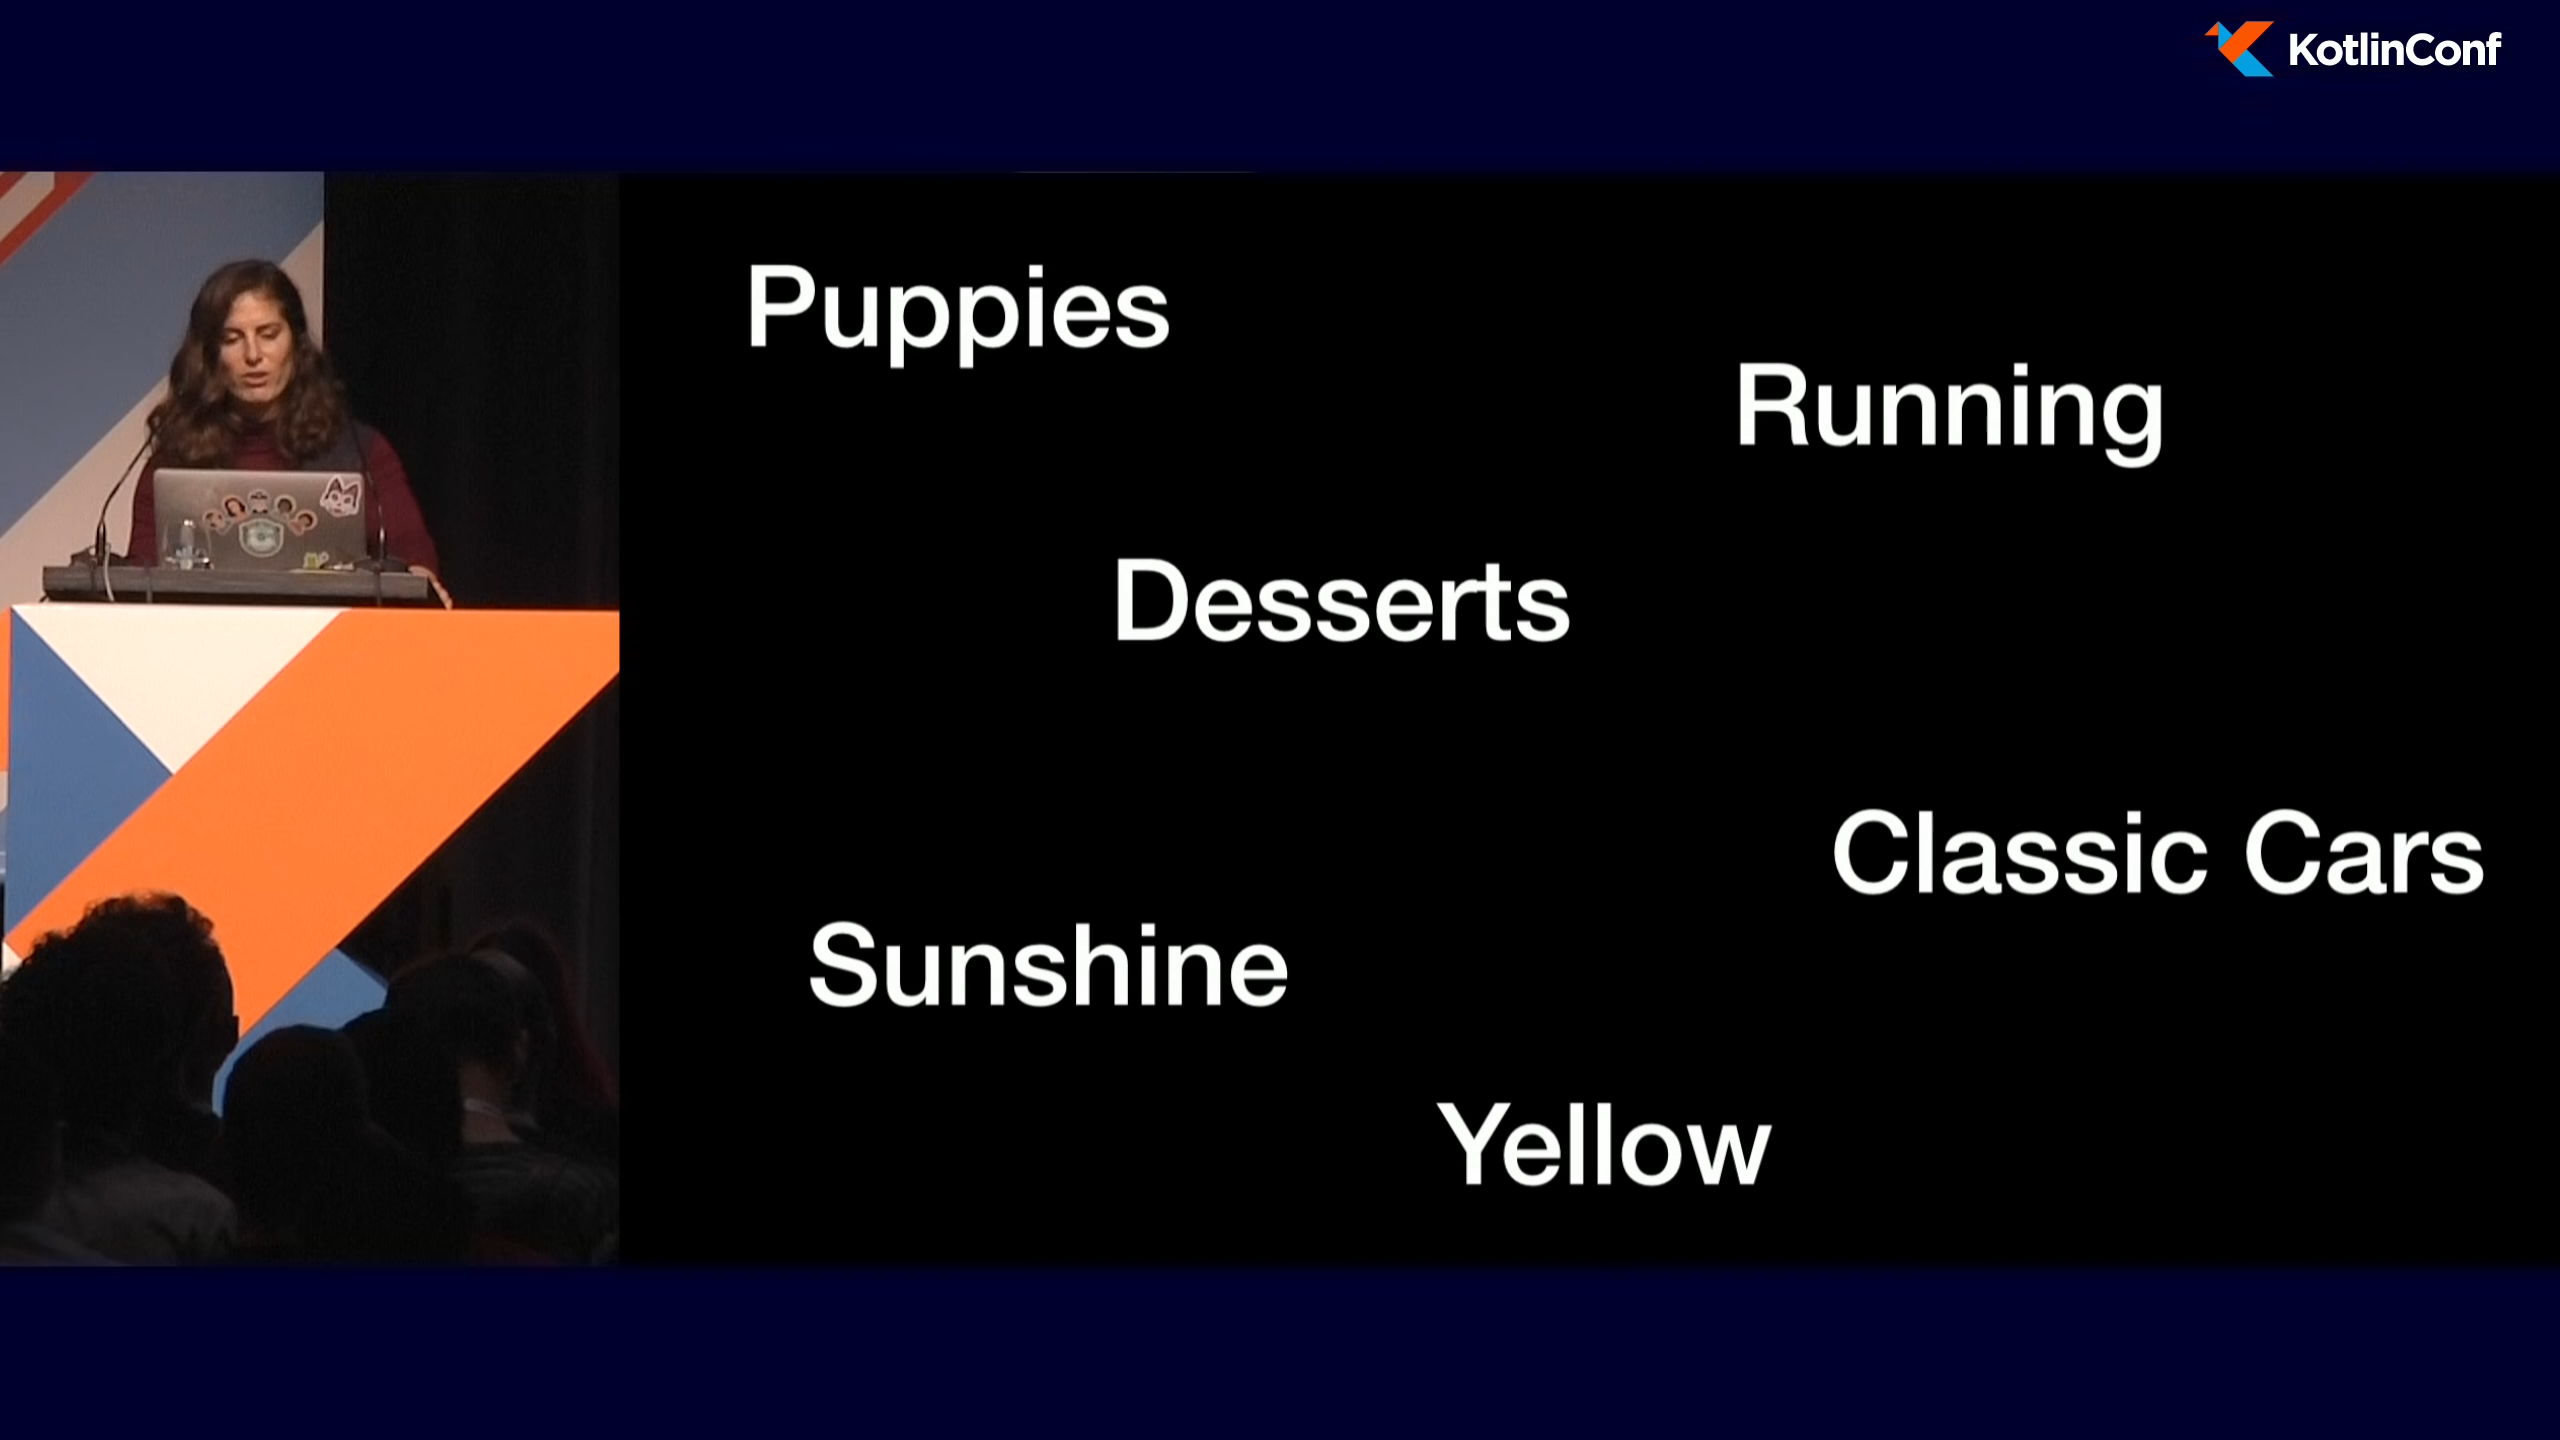 KotlinConf
Puppies
Running
Desserts
Classic Cars
Sunshine
Yellow